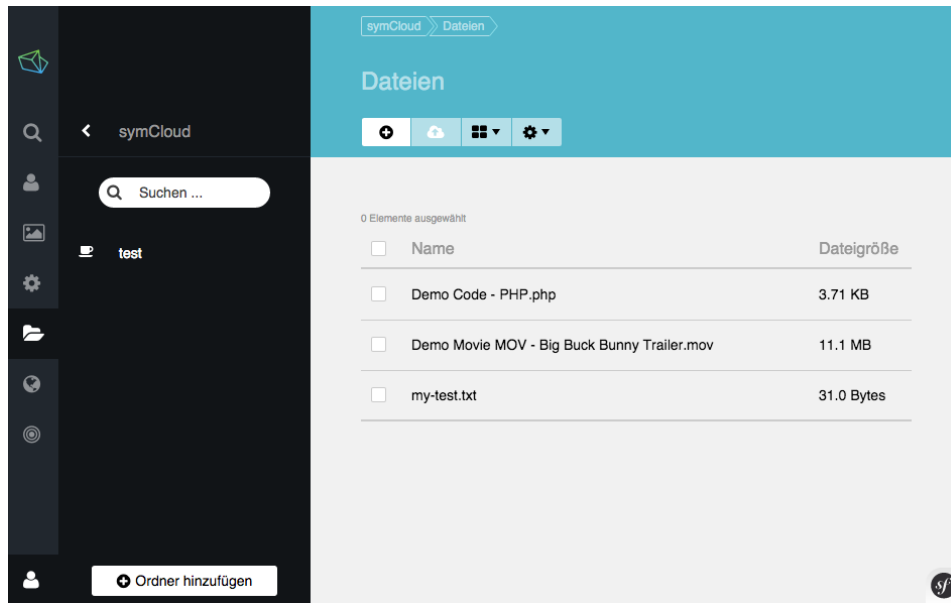 symCloud Dateien
Dateien
symCloud
Suchen ...
test
0 Elemente ausgewählt
Name Dateigröße
Demo Code - PHP.php 3.71 KB
Demo Movie MOV - Big Buck Bunny Trailer.mov 11.1 MB
my-test.txt 31.0 Bytes
Ordner hinzufügen
sf